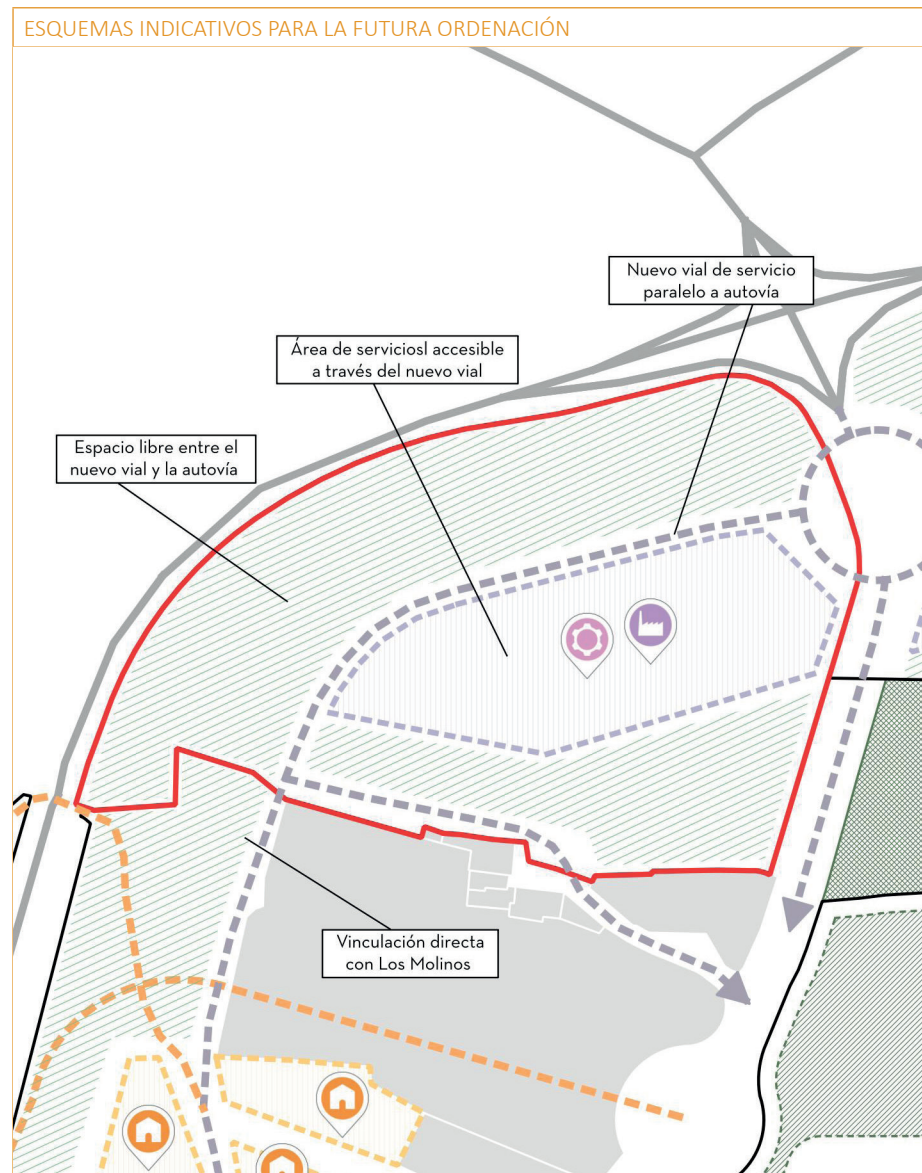 ESQUEMAS INDICATIVOS PARA LA FUTURA ORDENACIÓN
Nuevo vial de servicio
paralelo a autovía
Área de serviciosl accesible
a través del nuevo vial
Espacio libre entre el
nuevo vial y la autovía
Vinculación directa
con Los Molinos